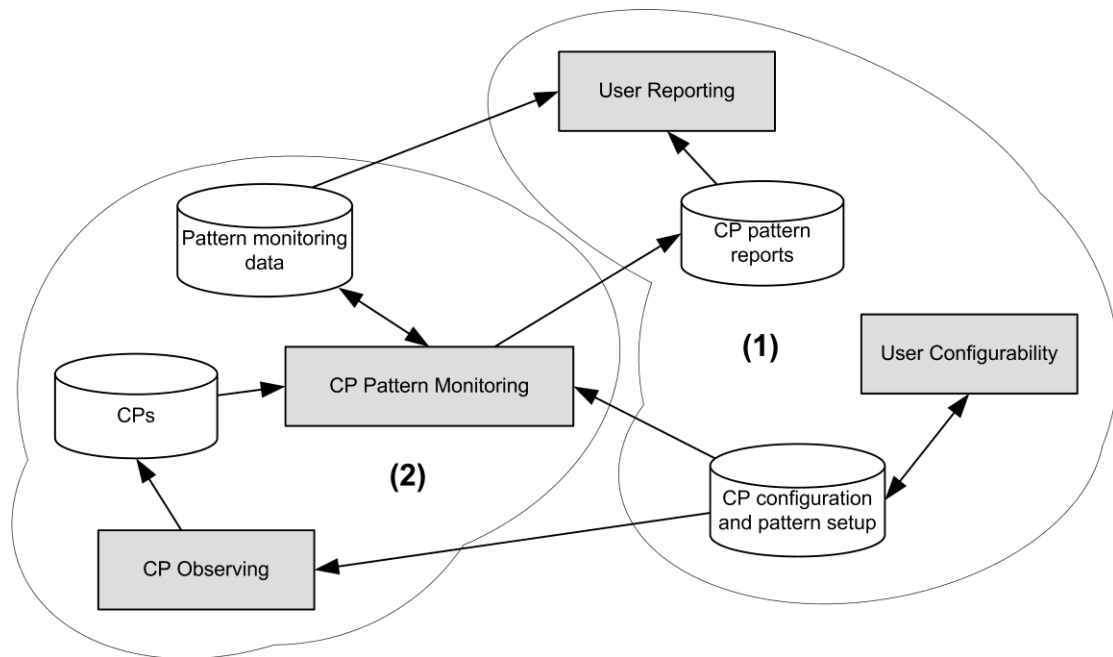 User Reporting
Pattern monitoring
data
CP pattern
reports
(1)
User Configurability
CP Pattern Monitoring
CPs
(2)
CP configuration
and pattern setup
CP Observing